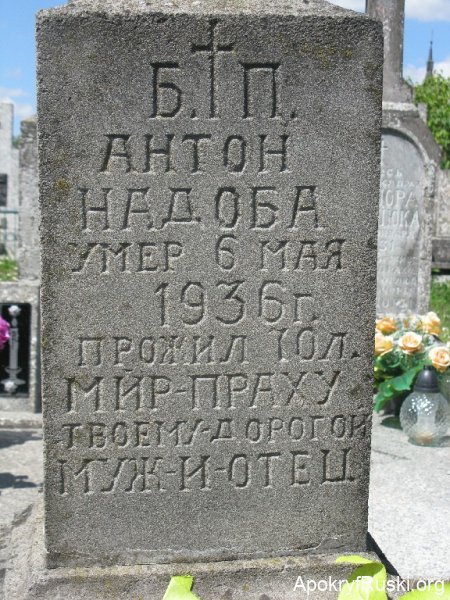 Б. † П.
АНТОН
НАДОБА
УМЕР 6 МАЯ
1936 г.
ПРОЖИЛ 10 Л.
МИР-ПРАХУ
ТВОЕМУ-ДОРОГОЙ
МУЖ-И-ОТЕЦ
ApokryfRuski.org